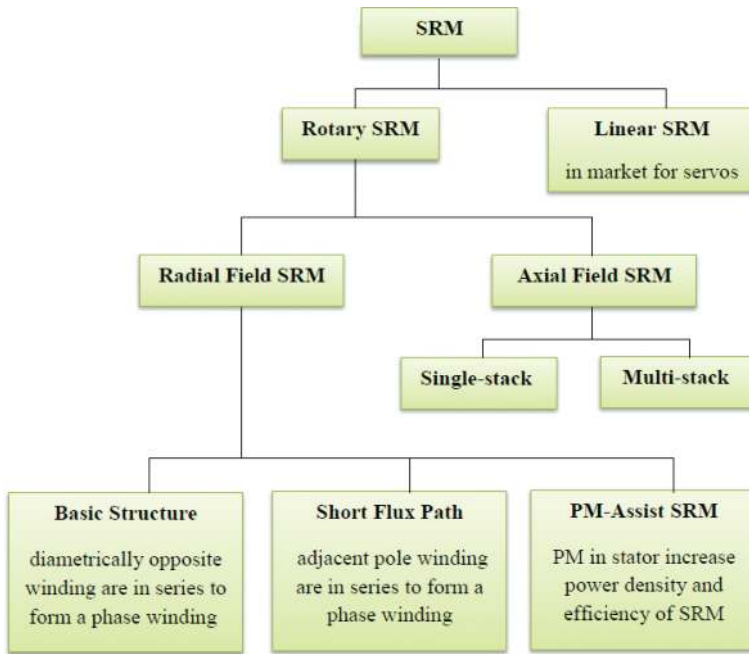 SRM
Rotary SRM
Linear SRM
in market for servos
Radial Field SRM
Axial Field SRM
Single-stack
Multi-stack
Basic Structure
diametrically opposite
winding are in series to
form a phase winding
Short Flux Path
adjacent pole winding
are in series to form a
phase winding
PM-Assist SRM
PM in stator increase
power density and
efficiency of SRM